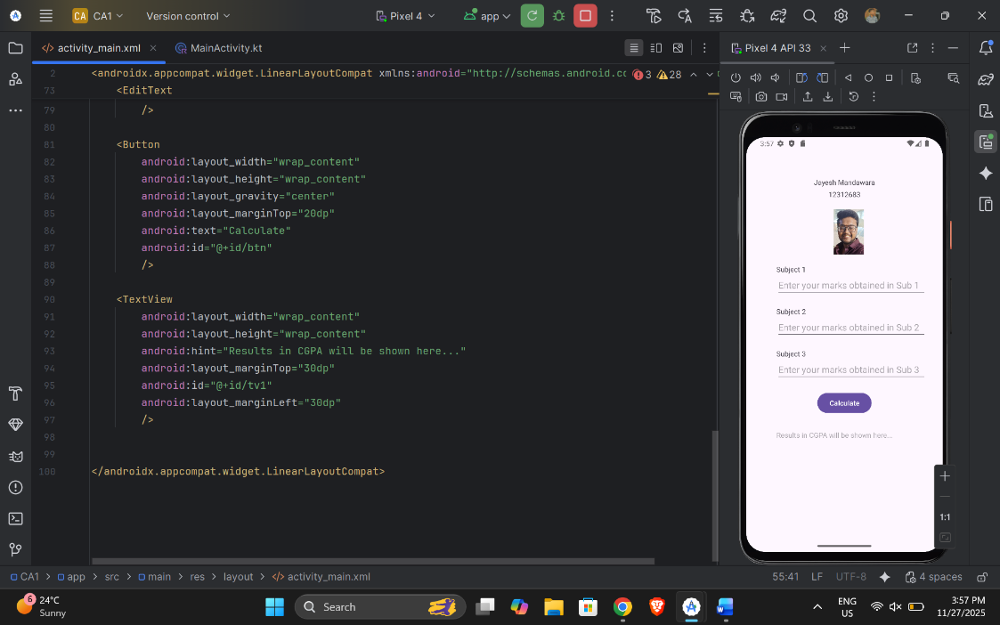 CA CA1 Version control Pixel 4 app
activity_main.xml MainActivity.kt Pixel 4 API 33
2 <androidx.appcompat.widget.LinearLayoutCompat xmlns:android="http://schemas.android.co 3 28
73 <EditText
79 />
80
81 <Button
82 android:layout_width="wrap_content"
83 android:layout_height="wrap_content"
84 android:layout_gravity="center"
85 android:layout_marginTop="20dp"
86 android:text="Calculate"
87 android:id="@+id/btn"
88 />
89
90 <TextView
91 android:layout_width="wrap_content"
92 android:layout_height="wrap_content"
93 android:hint="Results in CGPA will be shown here..."
94 android:layout_marginTop="30dp"
95 android:id="@+id/tv1"
96 android:layout_marginLeft="30dp"
97 />
98
99
100 </androidx.appcompat.widget.LinearLayoutCompat>
3:57
Jayesh Mandawara
12312683
Subject 1
Enter your marks obtained in Sub 1
Subject 2
Enter your marks obtained in Sub 2
Subject 3
Enter your marks obtained in Sub 3
Calculate
Results in CGPA will be shown here...
1:1
CA1 > app > src > main > res > layout > activity_main.xml 55:41 LF UTF-8 4 spaces
6 24°C
Sunny
Search
ENG
US
3:57 PM
11/27/2025